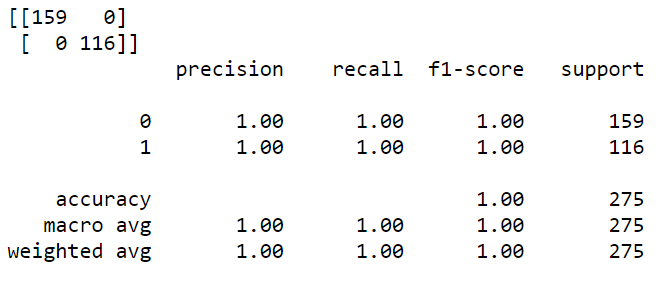 [[159   0]
 [  0 116]]
              precision    recall  f1-score   support

           0       1.00      1.00      1.00       159
           1       1.00      1.00      1.00       116

    accuracy                           1.00       275
   macro avg       1.00      1.00      1.00       275
weighted avg       1.00      1.00      1.00       275